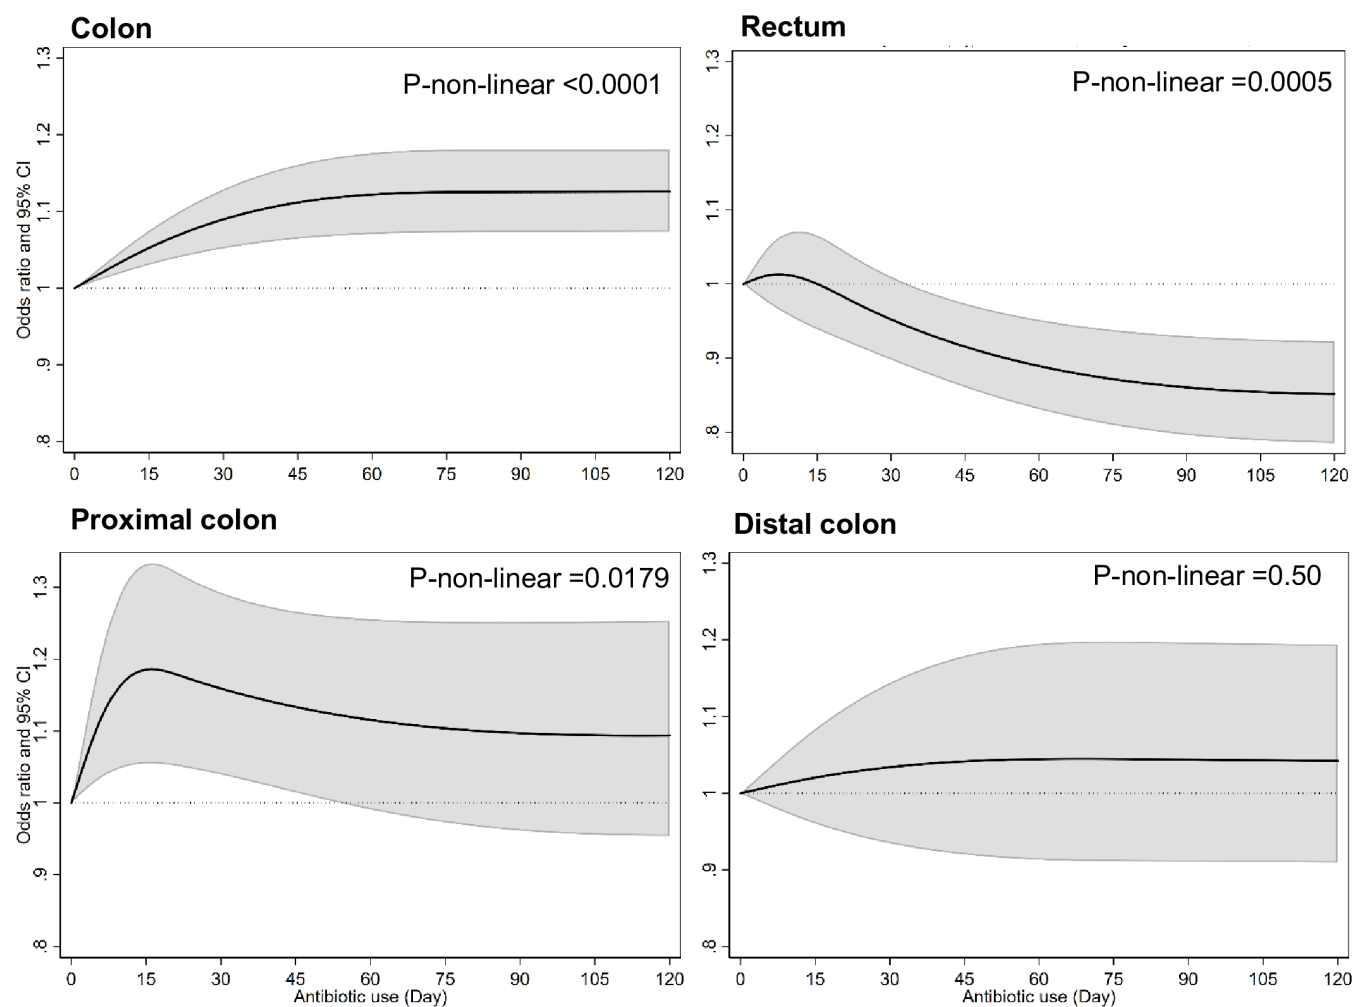 Colon
P-non-linear <0.0001
Odds ratio and 95% CI
1.3
1.2
1.1
1
.9
.8
0 15 30 45 60 75 90 105 120
Rectum
P-non-linear =0.0005
1.3
1.2
1.1
1
.9
.8
0 15 30 45 60 75 90 105 120
Proximal colon
P-non-linear =0.0179
Odds ratio and 95% CI
1.3
1.2
1.1
1
.9
.8
0 15 30 45 60 75 90 105 120
Antibiotic use (Day)
Distal colon
P-non-linear =0.50
1.3
1.2
1.1
1
.9
.8
0 15 30 45 60 75 90 105 120
Antibiotic use (Day)